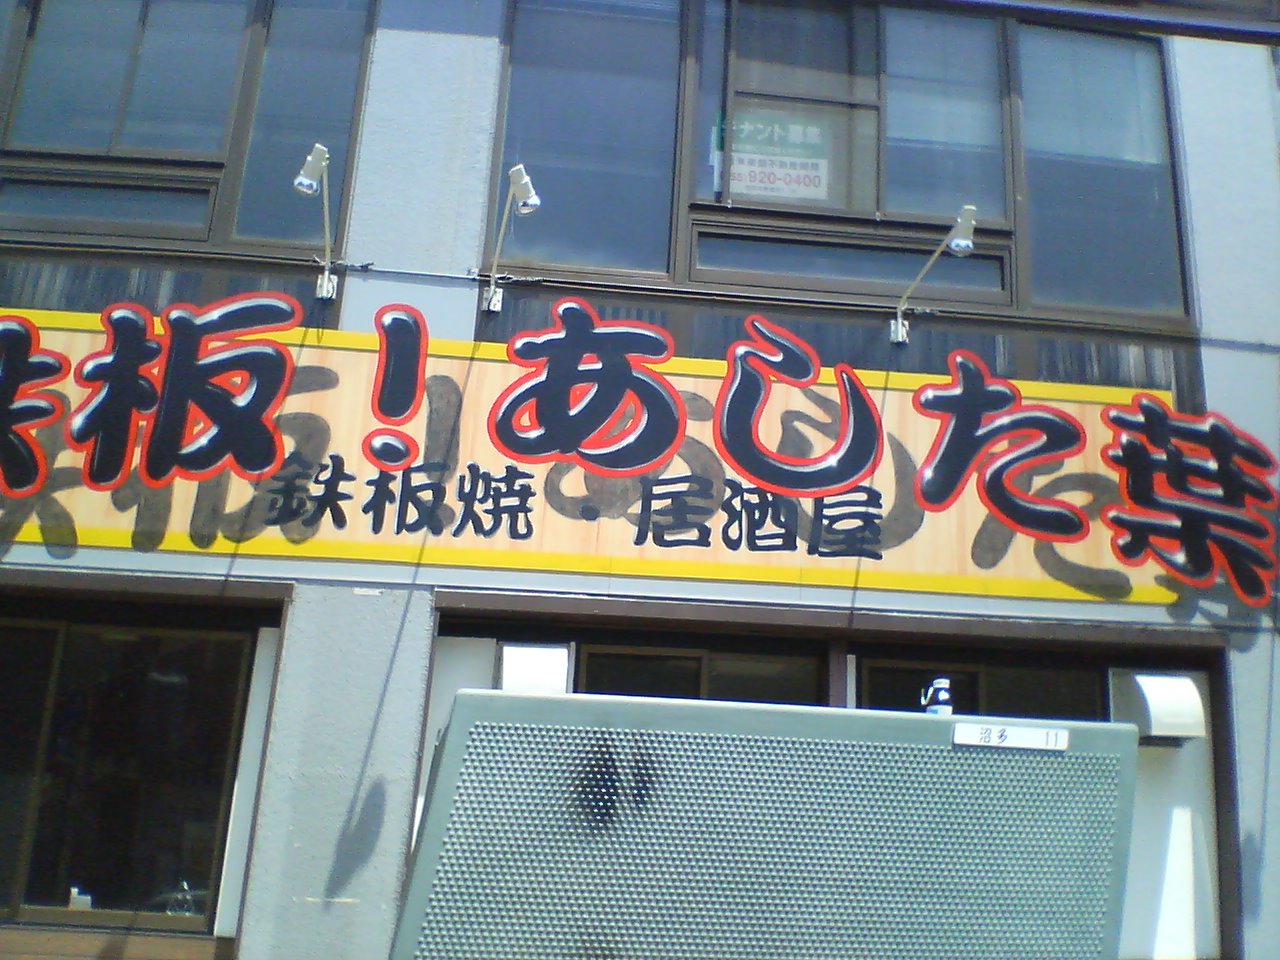 テナント募集
920-0400
鉄板!あした葉
鉄板焼・居酒屋
沼多 11